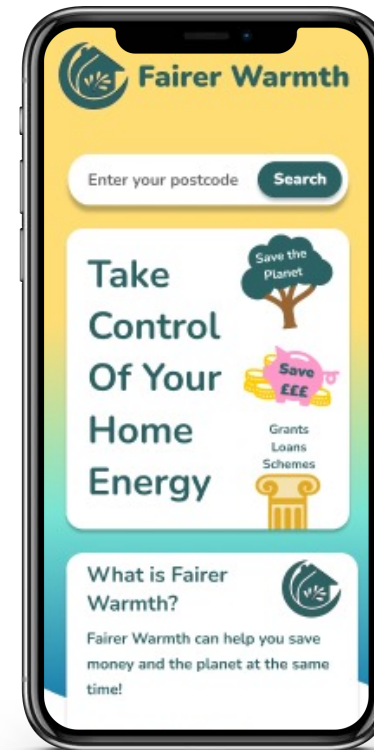 Fairer Warmth
Enter your postcode
Search
Take
Control
Of Your
Home
Energy
Save the
Planet
Save
£££
Grants
Loans
Schemes
What is Fairer
Warmth?
Fairer Warmth can help you save
money and the planet at the same
time!